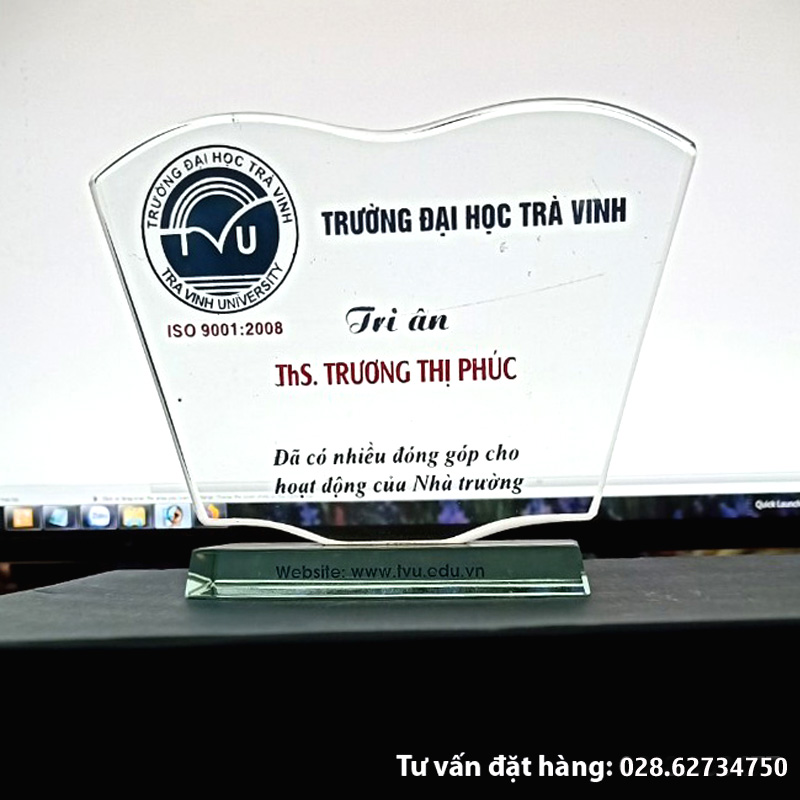 TRƯỜNG ĐẠI HỌC TRÀ VINH
TVU
TRA VINH UNIVERSITY
ISO 9001:2008
TRƯỜNG ĐẠI HỌC TRÀ VINH
Tri ân
ThS. TRƯƠNG THỊ PHÚC
Đã có nhiều đóng góp cho
hoạt động của Nhà trường
Quick Launch
Website: www.tvu.edu.vn
Tư vấn đặt hàng: 028.62734750